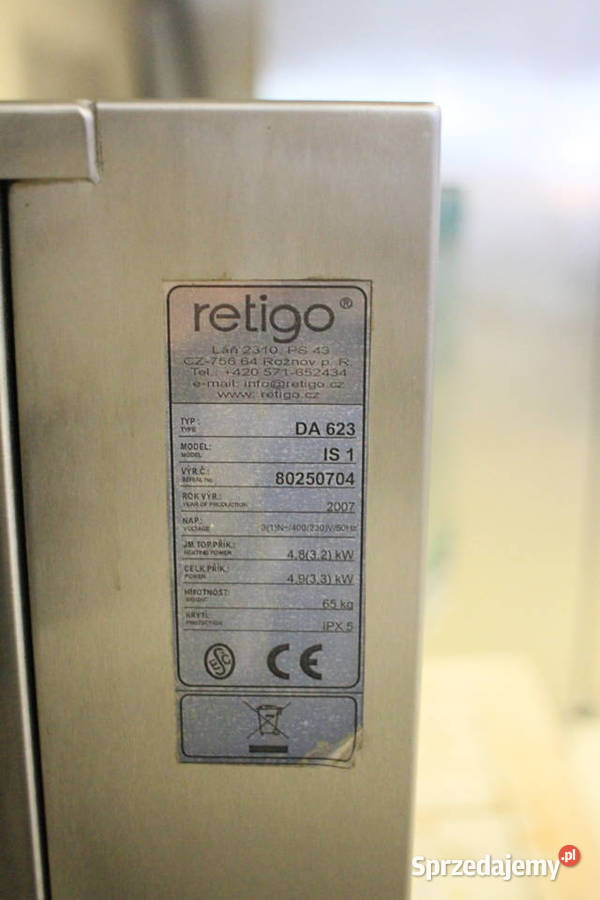 retigo®
Láň 2310, PS 43
CZ-756 64 Rožnov p. R.
Tel.: +420 571-652434
e-mail: info@retigo.cz
www: retigo.cz
TYP:
TYPE
DA 623
MODEL:
MODEL
IS 1
VÝR.Č.:
SERIAL No.
80250704
ROK VÝR.:
YEAR OF PRODUCTION
2007
NAP.:
VOLTAGE
3(1)N~/400/230V/50Hz
JM.TOP.PŘÍK.:
HEATING POWER
4,8(3,2) kW
CELK.PŘÍK.:
POWER
4,9(3,3) kW
HMOTNOST:
65 kg
KRYTÍ:
PROTECTION
IPX 5
ESC CE
Sprzedajemy.pl